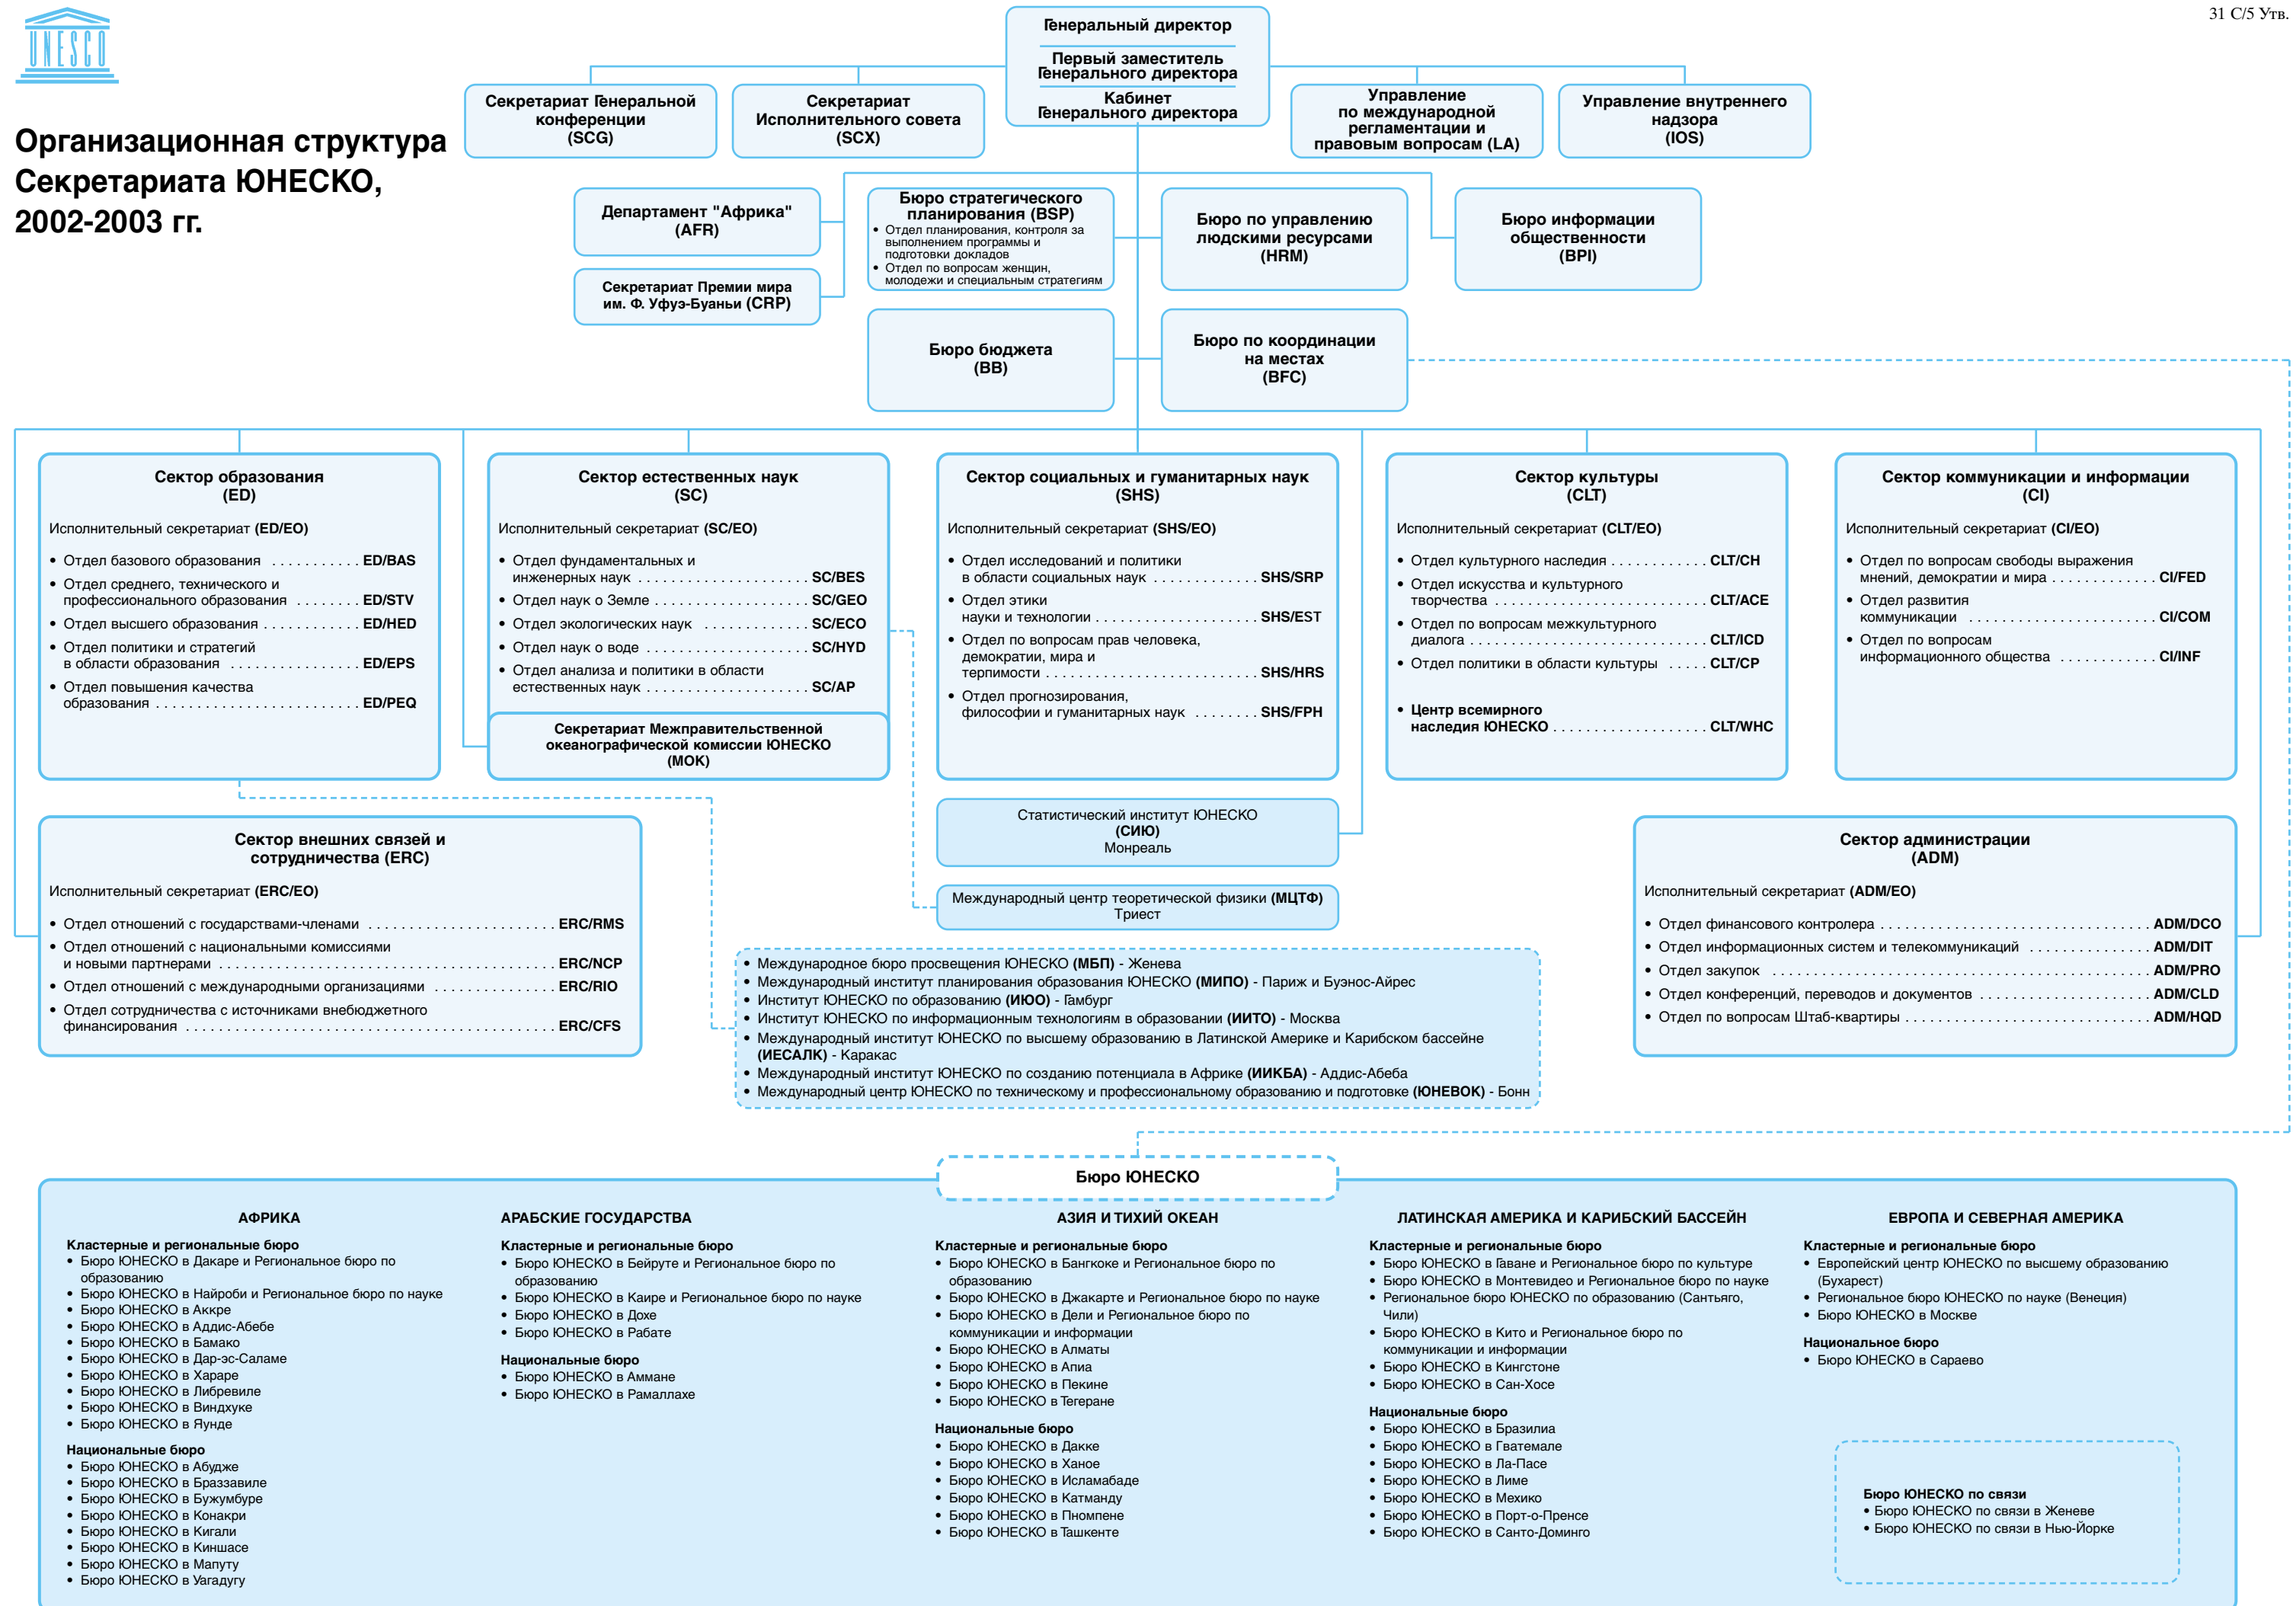 31 C/5 Утв.
UNESCO
Организационная структура
Секретариата ЮНЕСКО,
2002-2003 гг.
Генеральный директор
Первый заместитель
Генерального директора
Кабинет
Генерального директора
Секретариат Генеральной
конференции
(SCG)
Секретариат
Исполнительного совета
(SCX)
Управление
по международной
регламентации и
правовым вопросам (LA)
Управление внутреннего
надзора
(IOS)
Департамент "Африка"
(AFR)
Секретариат Премии мира
им. Ф. Уфуэ-Буаньи (CRP)
Бюро стратегического
планирования (BSP)
• Отдел планирования, контроля за
выполнением программы и
подготовки докладов
• Отдел по вопросам женщин,
молодежи и специальным стратегиям
Бюро по управлению
людскими ресурсами
(HRM)
Бюро информации
общественности
(BPI)
Бюро бюджета
(BB)
Бюро по координации
на местах
(BFC)
Сектор образования
(ED)
Исполнительный секретариат (ED/EO)
• Отдел базового образования ........... ED/BAS
• Отдел среднего, технического и
профессионального образования ........ ED/STV
• Отдел высшего образования ............ ED/HED
• Отдел политики и стратегий
в области образования ................ ED/EPS
• Отдел повышения качества
образования ......................... ED/PEQ
Сектор естественных наук
(SC)
Исполнительный секретариат (SC/EO)
• Отдел фундаментальных и
инженерных наук ..................... SC/BES
• Отдел наук о Земле ................... SC/GEO
• Отдел экологических наук ............. SC/ECO
• Отдел наук о воде .................... SC/HYD
• Отдел анализа и политики в области
естественных наук .................... SC/AP
Секретариат Межправительственной
океанографической комиссии ЮНЕСКО
(МОК)
Сектор социальных и гуманитарных наук
(SHS)
Исполнительный секретариат (SHS/EO)
• Отдел исследований и политики
в области социальных наук ............. SHS/SRP
• Отдел этики
науки и технологии .................... SHS/EST
• Отдел по вопросам прав человека,
демократии, мира и
терпимости .......................... SHS/HRS
• Отдел прогнозирования,
философии и гуманитарных наук ........ SHS/FPH
Сектор культуры
(CLT)
Исполнительный секретариат (CLT/EO)
• Отдел культурного наследия ............ CLT/CH
• Отдел искусства и культурного
творчества .......................... CLT/ACE
• Отдел по вопросам межкультурного
диалога ............................. CLT/ICD
• Отдел политики в области культуры ..... CLT/CP
• Центр всемирного
наследия ЮНЕСКО ................... CLT/WHC
Сектор коммуникации и информации
(CI)
Исполнительный секретариат (CI/EO)
• Отдел по вопросам свободы выражения
мнений, демократии и мира ............. CI/FED
• Отдел развития
коммуникации ....................... CI/COM
• Отдел по вопросам
информационного общества ............ CI/INF
Сектор внешних связей и
сотрудничества (ERC)
Исполнительный секретариат (ERC/EO)
• Отдел отношений с государствами-членами ....................... ERC/RMS
• Отдел отношений с национальными комиссиями
и новыми партнерами ......................................... ERC/NCP
• Отдел отношений с международными организациями ............... ERC/RIO
• Отдел сотрудничества с источниками внебюджетного
финансирования ............................................. ERC/CFS
Статистический институт ЮНЕСКО
(СИЮ)
Монреаль
Международный центр теоретической физики (МЦТФ)
Триест
Сектор администрации
(ADM)
Исполнительный секретариат (ADM/EO)
• Отдел финансового контролера ................................. ADM/DCO
• Отдел информационных систем и телекоммуникаций ............... ADM/DIT
• Отдел закупок .............................................. ADM/PRO
• Отдел конференций, переводов и документов ..................... ADM/CLD
• Отдел по вопросам Штаб-квартиры .............................. ADM/HQD
• Международное бюро просвещения ЮНЕСКО (МБП) - Женева
• Международный институт планирования образования ЮНЕСКО (МИПО) - Париж и Буэнос-Айрес
• Институт ЮНЕСКО по образованию (ИЮО) - Гамбург
• Институт ЮНЕСКО по информационным технологиям в образовании (ИИТО) - Москва
• Международный институт ЮНЕСКО по высшему образованию в Латинской Америке и Карибском бассейне
(ИЕСАЛК) - Каракас
• Международный институт ЮНЕСКО по созданию потенциала в Африке (ИИКБА) - Аддис-Абеба
• Международный центр ЮНЕСКО по техническому и профессиональному образованию и подготовке (ЮНЕВОК) - Бонн
Бюро ЮНЕСКО
АФРИКА
Кластерные и региональные бюро
• Бюро ЮНЕСКО в Дакаре и Региональное бюро по
образованию
• Бюро ЮНЕСКО в Найроби и Региональное бюро по науке
• Бюро ЮНЕСКО в Аккре
• Бюро ЮНЕСКО в Аддис-Абебе
• Бюро ЮНЕСКО в Бамако
• Бюро ЮНЕСКО в Дар-эс-Саламе
• Бюро ЮНЕСКО в Хараре
• Бюро ЮНЕСКО в Либревиле
• Бюро ЮНЕСКО в Виндхуке
• Бюро ЮНЕСКО в Яунде
Национальные бюро
• Бюро ЮНЕСКО в Абудже
• Бюро ЮНЕСКО в Браззавиле
• Бюро ЮНЕСКО в Бужумбуре
• Бюро ЮНЕСКО в Конакри
• Бюро ЮНЕСКО в Кигали
• Бюро ЮНЕСКО в Киншасе
• Бюро ЮНЕСКО в Мапуту
• Бюро ЮНЕСКО в Уагадугу
АРАБСКИЕ ГОСУДАРСТВА
Кластерные и региональные бюро
• Бюро ЮНЕСКО в Бейруте и Региональное бюро по
образованию
• Бюро ЮНЕСКО в Каире и Региональное бюро по науке
• Бюро ЮНЕСКО в Дохе
• Бюро ЮНЕСКО в Рабате
Национальные бюро
• Бюро ЮНЕСКО в Аммане
• Бюро ЮНЕСКО в Рамаллахе
АЗИЯ И ТИХИЙ ОКЕАН
Кластерные и региональные бюро
• Бюро ЮНЕСКО в Бангкоке и Региональное бюро по
образованию
• Бюро ЮНЕСКО в Джакарте и Региональное бюро по науке
• Бюро ЮНЕСКО в Дели и Региональное бюро по
коммуникации и информации
• Бюро ЮНЕСКО в Алматы
• Бюро ЮНЕСКО в Апиа
• Бюро ЮНЕСКО в Пекине
• Бюро ЮНЕСКО в Тегеране
Национальные бюро
• Бюро ЮНЕСКО в Дакке
• Бюро ЮНЕСКО в Ханое
• Бюро ЮНЕСКО в Исламабаде
• Бюро ЮНЕСКО в Катманду
• Бюро ЮНЕСКО в Пномпене
• Бюро ЮНЕСКО в Ташкенте
ЛАТИНСКАЯ АМЕРИКА И КАРИБСКИЙ БАССЕЙН
Кластерные и региональные бюро
• Бюро ЮНЕСКО в Гаване и Региональное бюро по культуре
• Бюро ЮНЕСКО в Монтевидео и Региональное бюро по науке
• Региональное бюро ЮНЕСКО по образованию (Сантьяго,
Чили)
• Бюро ЮНЕСКО в Кито и Региональное бюро по
коммуникации и информации
• Бюро ЮНЕСКО в Кингстоне
• Бюро ЮНЕСКО в Сан-Хосе
Национальные бюро
• Бюро ЮНЕСКО в Бразилиа
• Бюро ЮНЕСКО в Гватемале
• Бюро ЮНЕСКО в Ла-Пасе
• Бюро ЮНЕСКО в Лиме
• Бюро ЮНЕСКО в Мехико
• Бюро ЮНЕСКО в Порт-о-Пренсе
• Бюро ЮНЕСКО в Санто-Доминго
ЕВРОПА И СЕВЕРНАЯ АМЕРИКА
Кластерные и региональные бюро
• Европейский центр ЮНЕСКО по высшему образованию
(Бухарест)
• Региональное бюро ЮНЕСКО по науке (Венеция)
• Бюро ЮНЕСКО в Москве
Национальное бюро
• Бюро ЮНЕСКО в Сараево
Бюро ЮНЕСКО по связи
• Бюро ЮНЕСКО по связи в Женеве
• Бюро ЮНЕСКО по связи в Нью-Йорке